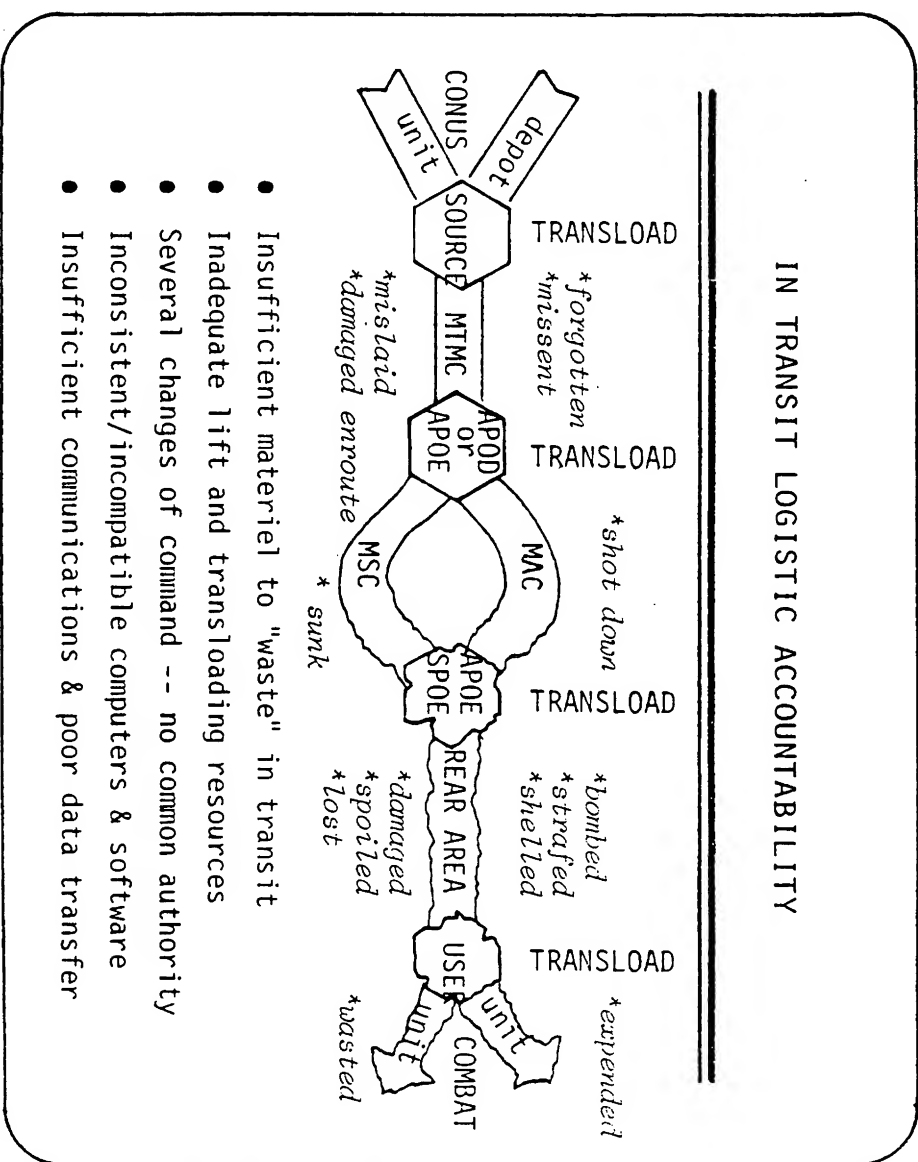 IN TRANSIT LOGISTIC ACCOUNTABILITY
TRANSLOAD
TRANSLOAD
TRANSLOAD
TRANSLOAD
*forgotten
*missent
*shot down
*bombed
*strafed
*shelled
*expended
depot
CONUS
unit
SOURCE
MTMC
APOD
or
APOE
MAC
MSC
APOE
SPOE
REAR AREA
USER
unit
COMBAT
unit
*mislaid
*damaged enroute
* sunk
*damaged
*spoiled
*lost
*wasted
● Insufficient materiel to "waste" in transit
● Inadequate lift and transloading resources
● Several changes of command -- no common authority
● Inconsistent/incompatible computers & software
● Insufficient communications & poor data transfer